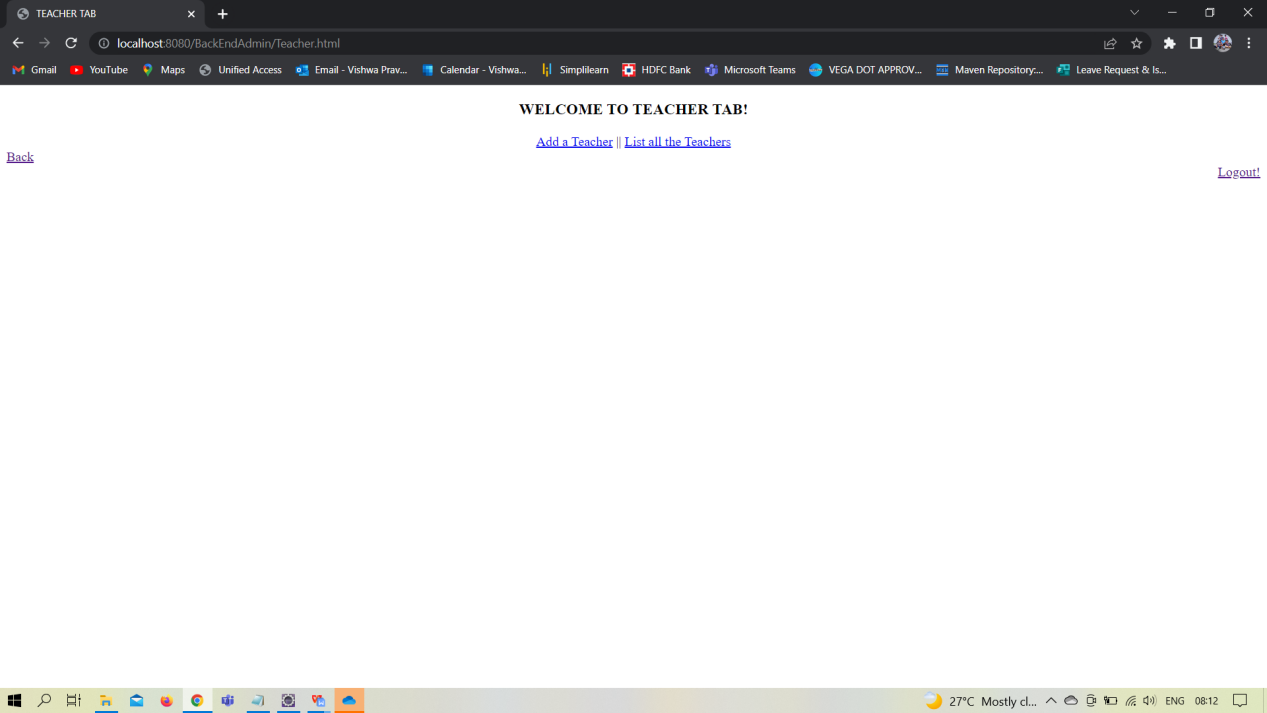 TEACHER TAB
localhost:8080/BackEndAdmin/Teacher.html
Gmail YouTube Maps Unified Access Email - Vishwa Prav... Calendar - Vishwa... Simplilearn HDFC Bank Microsoft Teams VEGA DOT APPROV... Maven Repository:... Leave Request & Is...
WELCOME TO TEACHER TAB!
Add a Teacher || List all the Teachers
Back
Logout!
27°C Mostly cl... ENG 08:12